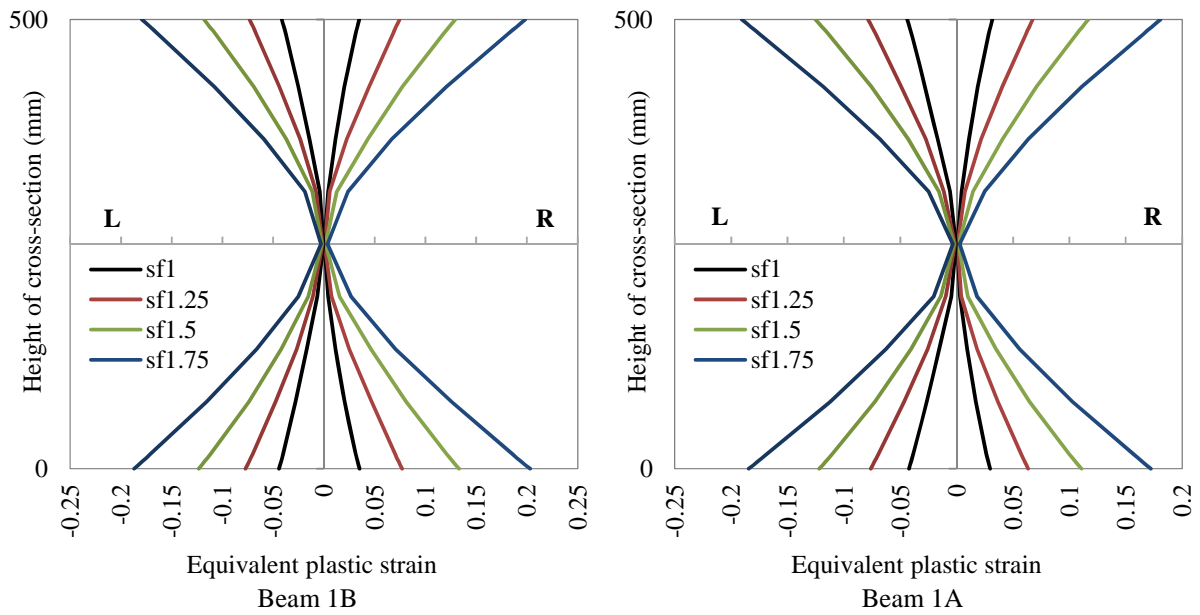 500
Height of cross-section (mm)
L
R
sf1
sf1.25
sf1.5
sf1.75
0
-0.25
-0.2
-0.15
-0.1
-0.05
0
0.05
0.1
0.15
0.2
0.25
Equivalent plastic strain
Beam 1B
500
Height of cross-section (mm)
L
R
sf1
sf1.25
sf1.5
sf1.75
0
-0.25
-0.2
-0.15
-0.1
-0.05
0
0.05
0.1
0.15
0.2
Equivalent plastic strain
Beam 1A